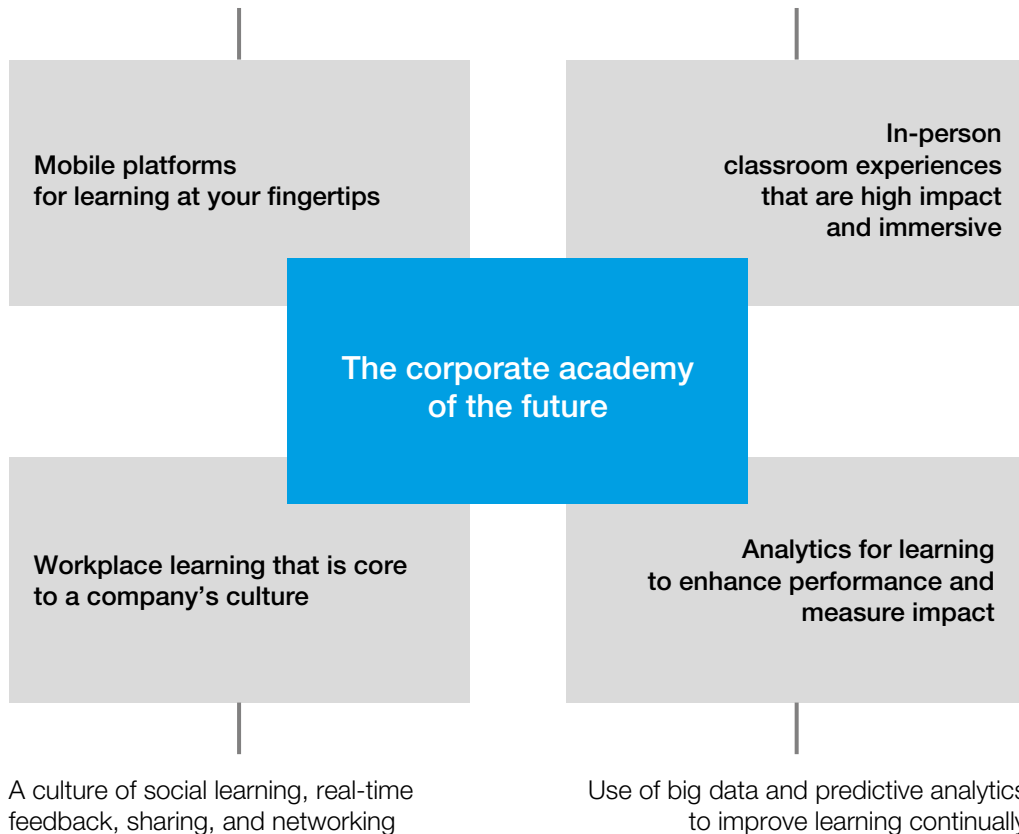 Mobile platforms
for learning at your fingertips
In-person
classroom experiences
that are high impact
and immersive
The corporate academy
of the future
Workplace learning that is core
to a company’s culture
Analytics for learning
to enhance performance and
measure impact
A culture of social learning, real-time
feedback, sharing, and networking
Use of big data and predictive analytics
to improve learning continually